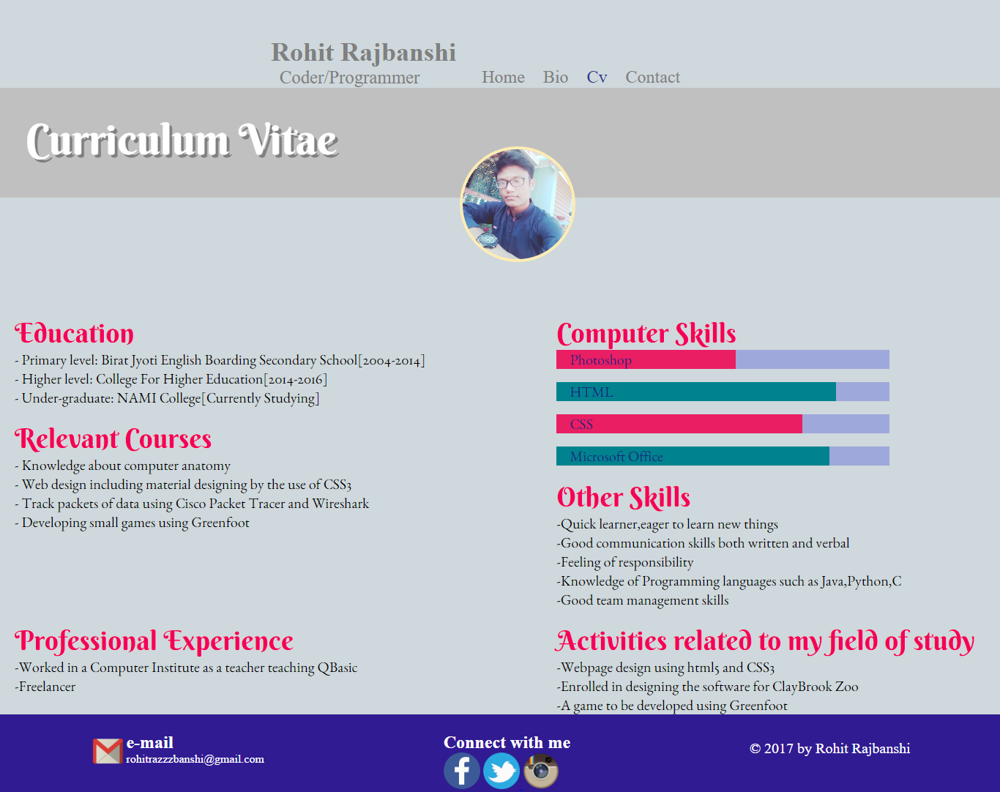 Rohit Rajbanshi
Coder/Programmer
Home Bio Cv Contact
Curriculum Vitae
Education
- Primary level: Birat Jyoti English Boarding Secondary School[2004-2014]
- Higher level: College For Higher Education[2014-2016]
- Under-graduate: NAMI College[Currently Studying]
Relevant Courses
- Knowledge about computer anatomy
- Web design including material designing by the use of CSS3
- Track packets of data using Cisco Packet Tracer and Wireshark
- Developing small games using Greenfoot
Computer Skills
Photoshop
HTML
CSS
Microsoft Office
Other Skills
-Quick learner,eager to learn new things
-Good communication skills both written and verbal
-Feeling of responsibility
-Knowledge of Programming languages such as Java,Python,C
-Good team management skills
Professional Experience
-Worked in a Computer Institute as a teacher teaching QBasic
-Freelancer
Activities related to my field of study
-Webpage design using html5 and CSS3
-Enrolled in designing the software for ClayBrook Zoo
-A game to be developed using Greenfoot
e-mail
rohitrazzzbanshi@gmail.com
Connect with me
© 2017 by Rohit Rajbanshi